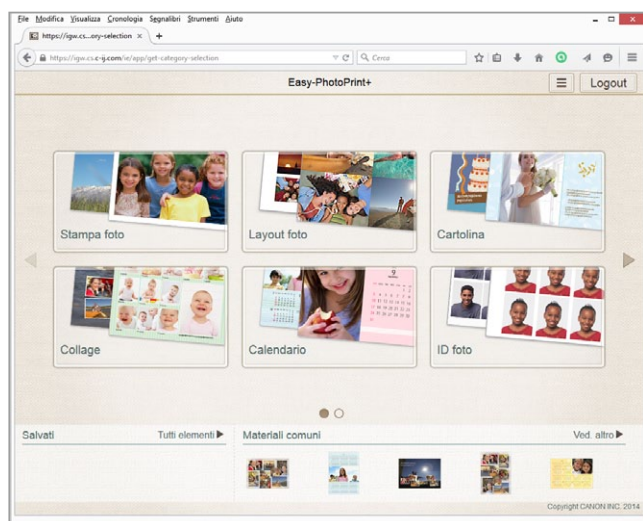 File Modifica Visualizza Cronologia Segnalibri Strumenti Aiuto
https://igw.cs...ory-selection
https://igw.cs.c-ij.com/ie/app/get-category-selection
Cerca
Easy-PhotoPrint+
Logout
Stampa foto
Layout foto
Cartolina
Collage
Calendario
ID foto
Salvati
Tutti elementi
Materiali comuni
Ved. altro
Copyright CANON INC. 2014